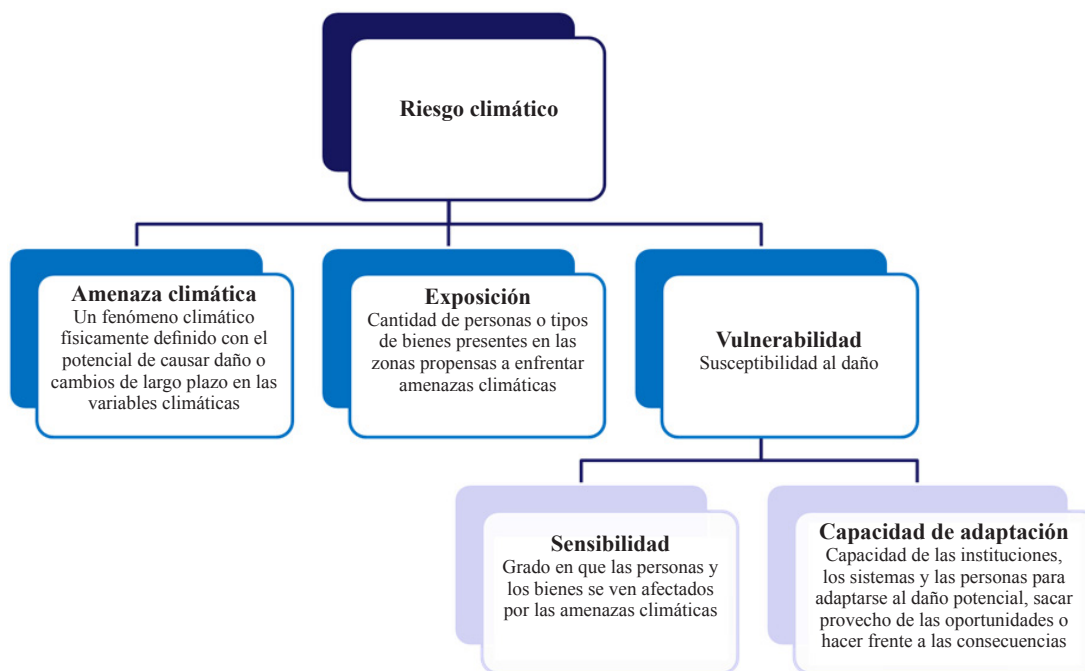 Riesgo climático
Amenaza climática
Un fenómeno climático
físicamente definido con el
potencial de causar daño o
cambios de largo plazo en las
variables climáticas
Exposición
Cantidad de personas o tipos
de bienes presentes en las
zonas propensas a enfrentar
amenazas climáticas
Vulnerabilidad
Susceptibilidad al daño
Sensibilidad
Grado en que las personas y
los bienes se ven afectados
por las amenazas climáticas
Capacidad de adaptación
Capacidad de las instituciones,
los sistemas y las personas para
adaptarse al daño potencial, sacar
provecho de las oportunidades o
hacer frente a las consecuencias